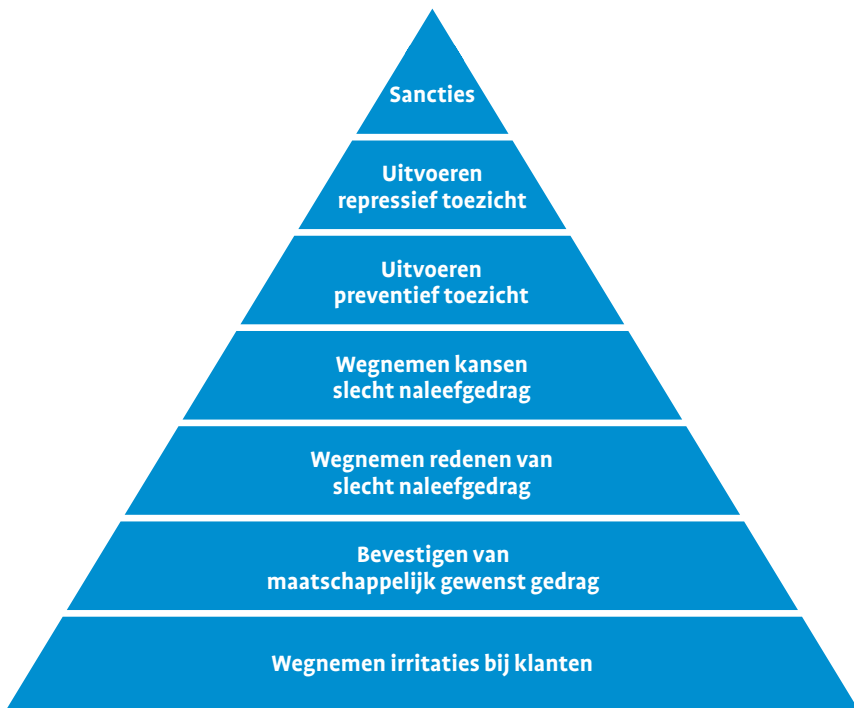 Sancties
Uitvoeren
repressief toezicht
Uitvoeren
preventief toezicht
Wegnemen kansen
slecht naleefgedrag
Wegnemen redenen van
slecht naleefgedrag
Bevestigen van
maatschappelijk gewenst gedrag
Wegnemen irritaties bij klanten